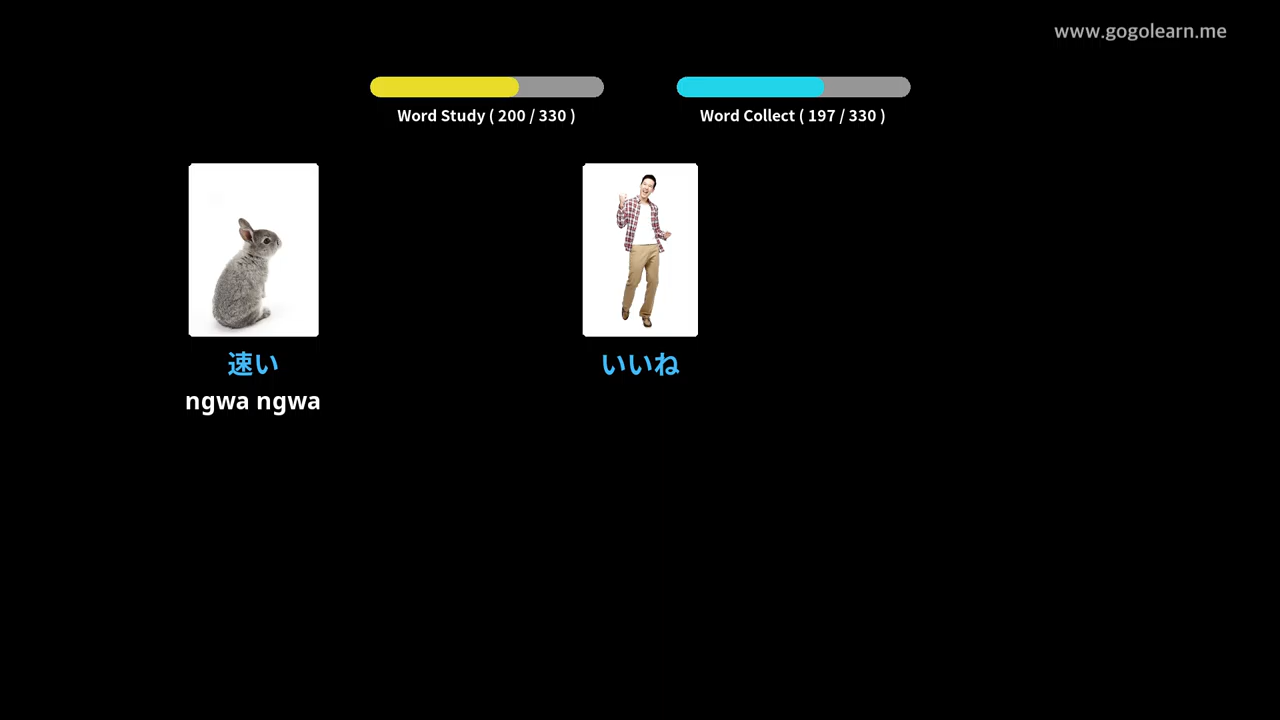 www.gogolearn.me
Word Study ( 200 / 330 )
Word Collect ( 197 / 330 )
速い
いいね
ngwa ngwa